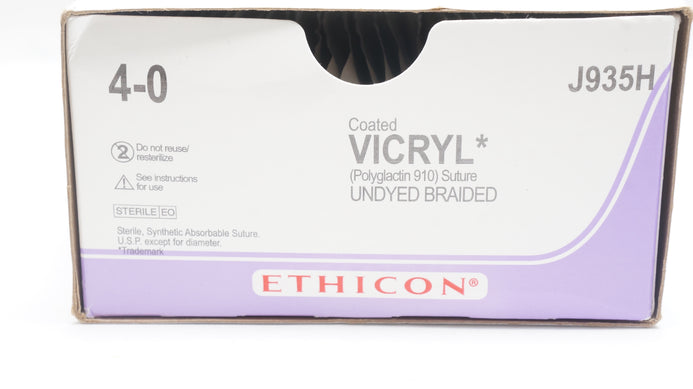 4-0
J935H
Coated
VICRYL*
(Polyglactin 910) Suture
UNDYED BRAIDED
2 Do not reuse/
resterilize
See instructions
for use
STERILE EO
Sterile, Synthetic Absorbable Suture.
U.S.P. except for diameter.
*Trademark
ETHICON®